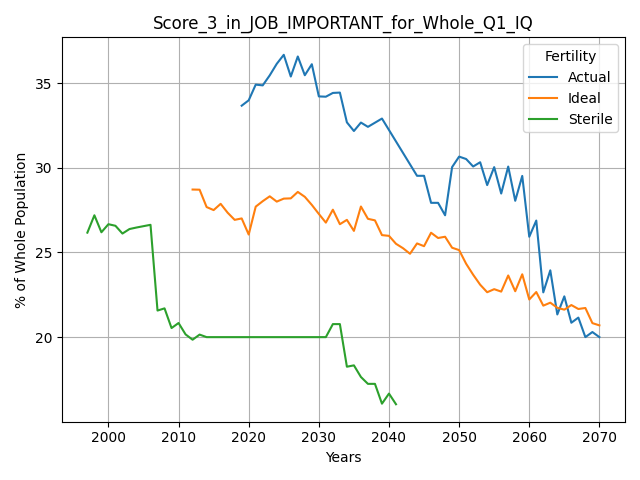 Score_3_in_JOB_IMPORTANT_for_Whole_Q1_IQ
Fertility
Actual
Ideal
Sterile
% of Whole Population
35
30
25
20
2000 2010 2020 2030 2040 2050 2060 2070
Years